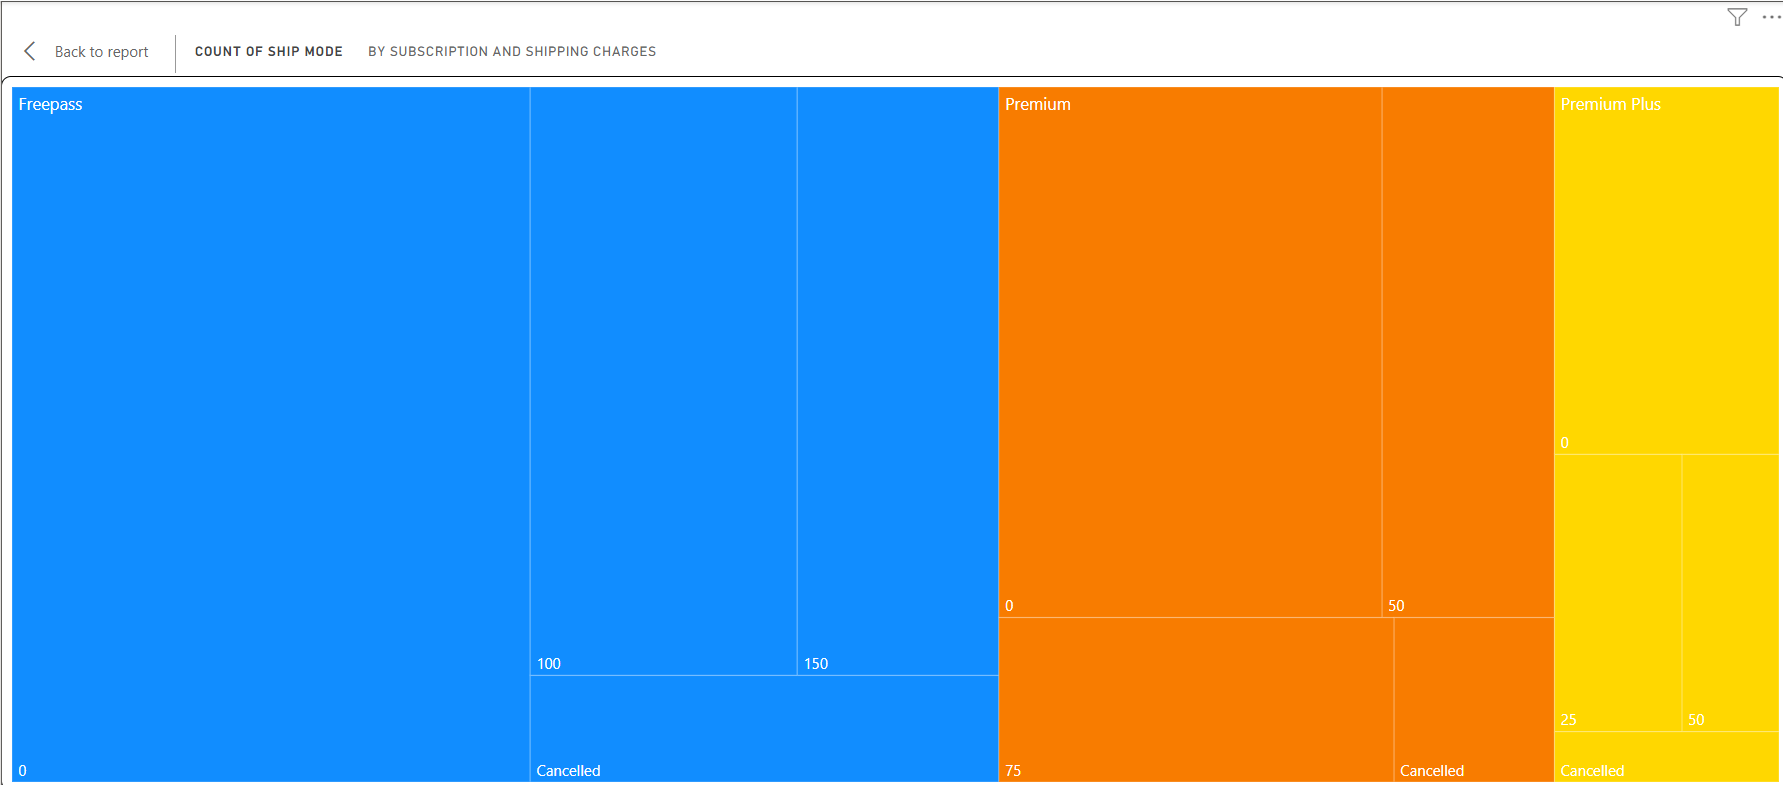 Back to report
COUNT OF SHIP MODE
BY SUBSCRIPTION AND SHIPPING CHARGES
Freepass
0
100
150
Cancelled
Premium
0
50
75
Cancelled
Premium Plus
0
25
50
Cancelled